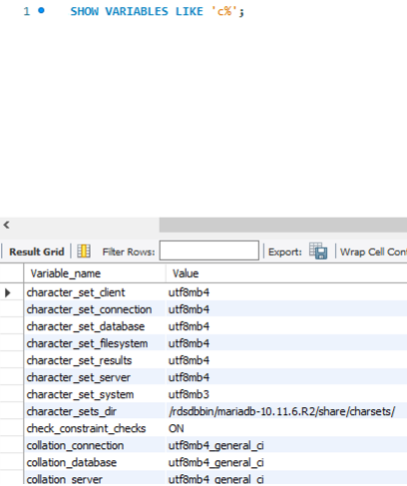 1 SHOW VARIABLES LIKE 'c%';
Result Grid Filter Rows: Export: Wrap Cell Cont
Variable_name Value
character_set_client utf8mb4
character_set_connection utf8mb4
character_set_database utf8mb4
character_set_filesystem utf8mb4
character_set_results utf8mb4
character_set_server utf8mb4
character_set_system utf8mb3
character_sets_dir /rdsdbbin/mariadb-10.11.6.R2/share/charsets/
check_constraint_checks ON
collation_connection utf8mb4_general_ci
collation_database utf8mb4_general_ci
collation_server utf8mb4_general_ci